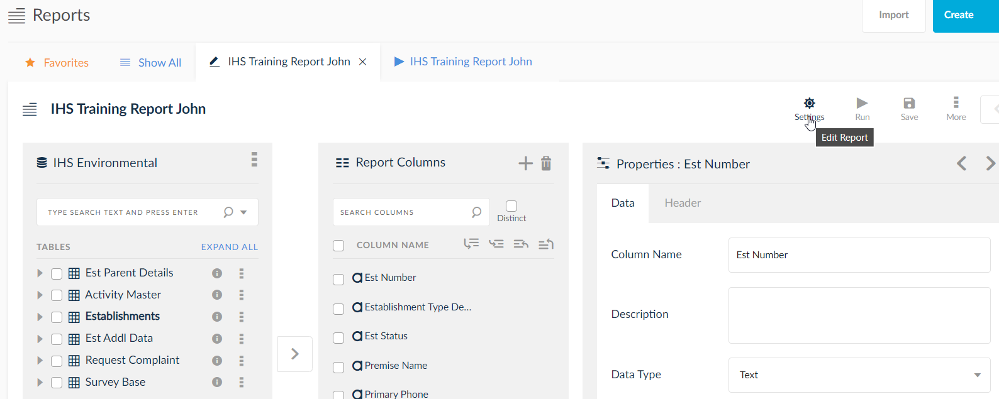 Reports
Import
Create
Favorites
Show All
IHS Training Report John
IHS Training Report John
IHS Training Report John
Settings
Run
Save
More
Edit Report
IHS Environmental
TYPE SEARCH TEXT AND PRESS ENTER
TABLES
EXPAND ALL
Est Parent Details
Activity Master
Establishments
Est Addl Data
Request Complaint
Survey Base
Report Columns
SEARCH COLUMNS
Distinct
COLUMN NAME
Est Number
Establishment Type De...
Est Status
Premise Name
Primary Phone
Properties : Est Number
Data
Header
Column Name
Est Number
Description
Data Type
Text